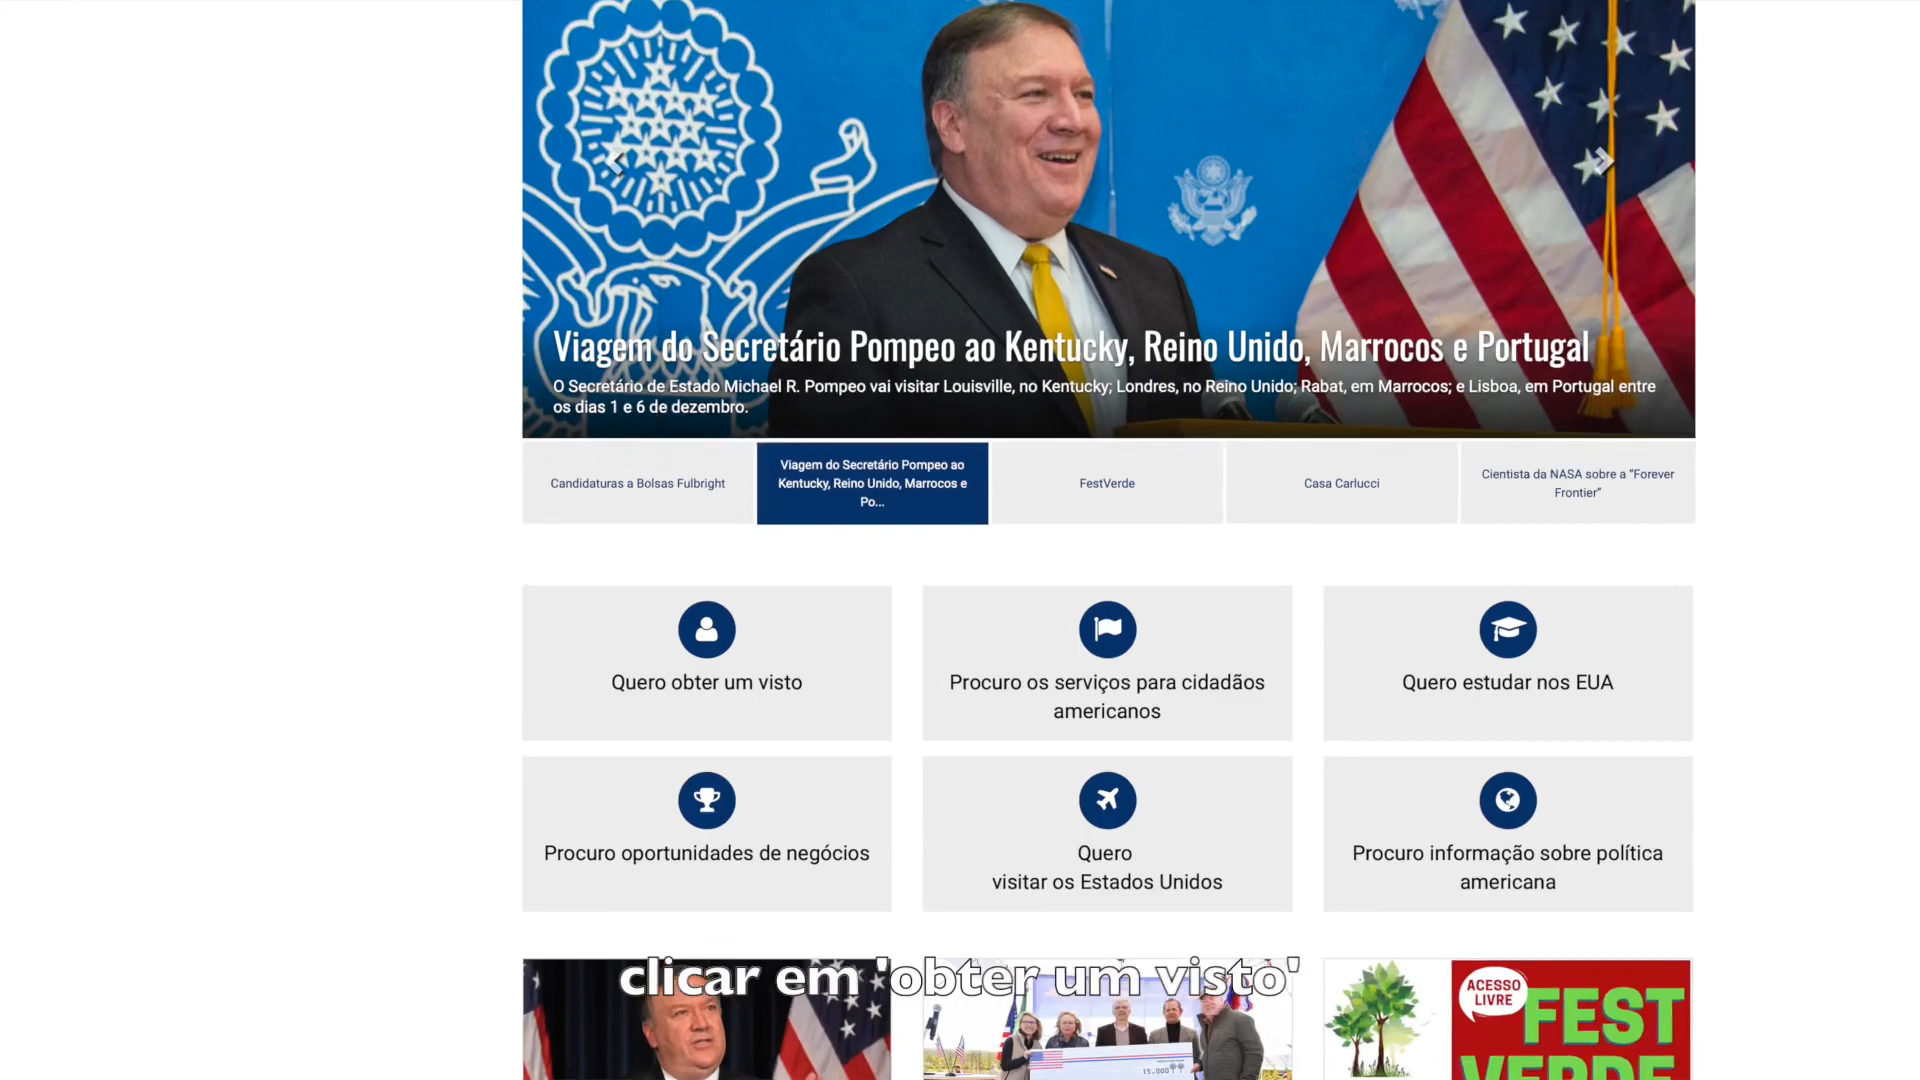 Viagem do Secretário Pompeo ao Kentucky, Reino Unido, Marrocos e Portugal
O Secretário de Estado Michael R. Pompeo vai visitar Louisville, no Kentucky; Londres, no Reino Unido; Rabat, em Marrocos; e Lisboa, em Portugal entre
os dias 1 e 6 de dezembro.
Candidaturas a Bolsas Fulbright
Viagem do Secretário Pompeo ao
Kentucky, Reino Unido, Marrocos e
Po...
FestVerde
Casa Carlucci
Cientista da NASA sobre a “Forever
Frontier”
Quero obter um visto
Procuro os serviços para cidadãos
americanos
Quero estudar nos EUA
Procuro oportunidades de negócios
Quero
visitar os Estados Unidos
Procuro informação sobre política
americana
clicar em 'obter um visto'
15.000
ACESSO
LIVRE
FEST
VERDE